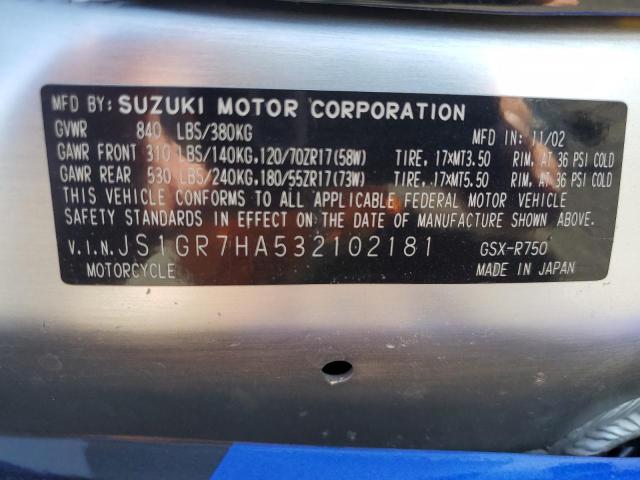 MFD BY: SUZUKI MOTOR CORPORATION
GVWR 840 LBS/380KG MFD IN: 11/02
GAWR FRONT 310 LBS/140KG,120/70ZR17(58W) TIRE, 17xMT3.50 RIM, AT 36 PSI COLD
GAWR REAR 530 LBS/240KG,180/55ZR17(73W) TIRE, 17xMT5.50 RIM, AT 36 PSI COLD
THIS VEHICLE CONFORMS TO ALL APPLICABLE FEDERAL MOTOR VEHICLE
SAFETY STANDARDS IN EFFECT ON THE DATE OF MANUFACTURE SHOWN ABOVE.
V.I.N.JS1GR7HA532102181 GSX-R750
MOTORCYCLE MADE IN JAPAN